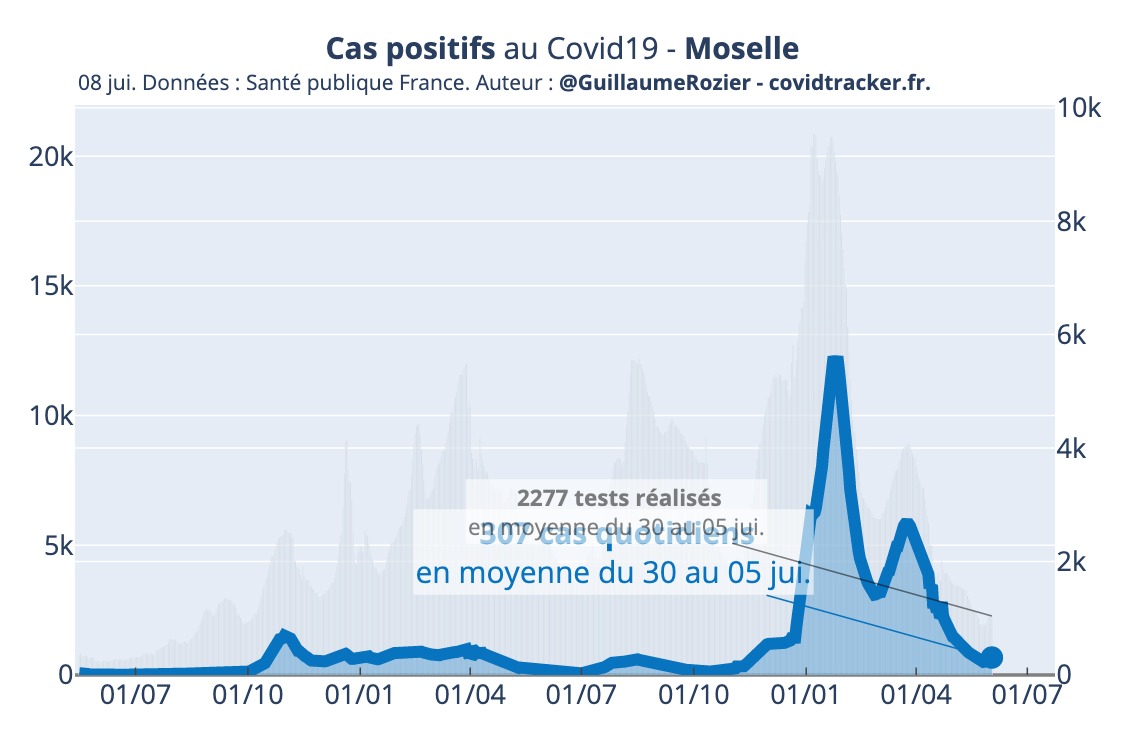 Cas positifs au Covid19 - Moselle
08 jui. Données : Santé publique France. Auteur : @GuillaumeRozier - covidtracker.fr.
20k
15k
10k
5k
0
10k
8k
6k
4k
2k
0
2277 tests réalisés
en moyenne du 30 au 05 jui.
307 cas quotidiens
en moyenne du 30 au 05 jui.
01/07 01/10 01/01 01/04 01/07 01/10 01/01 01/04 01/07